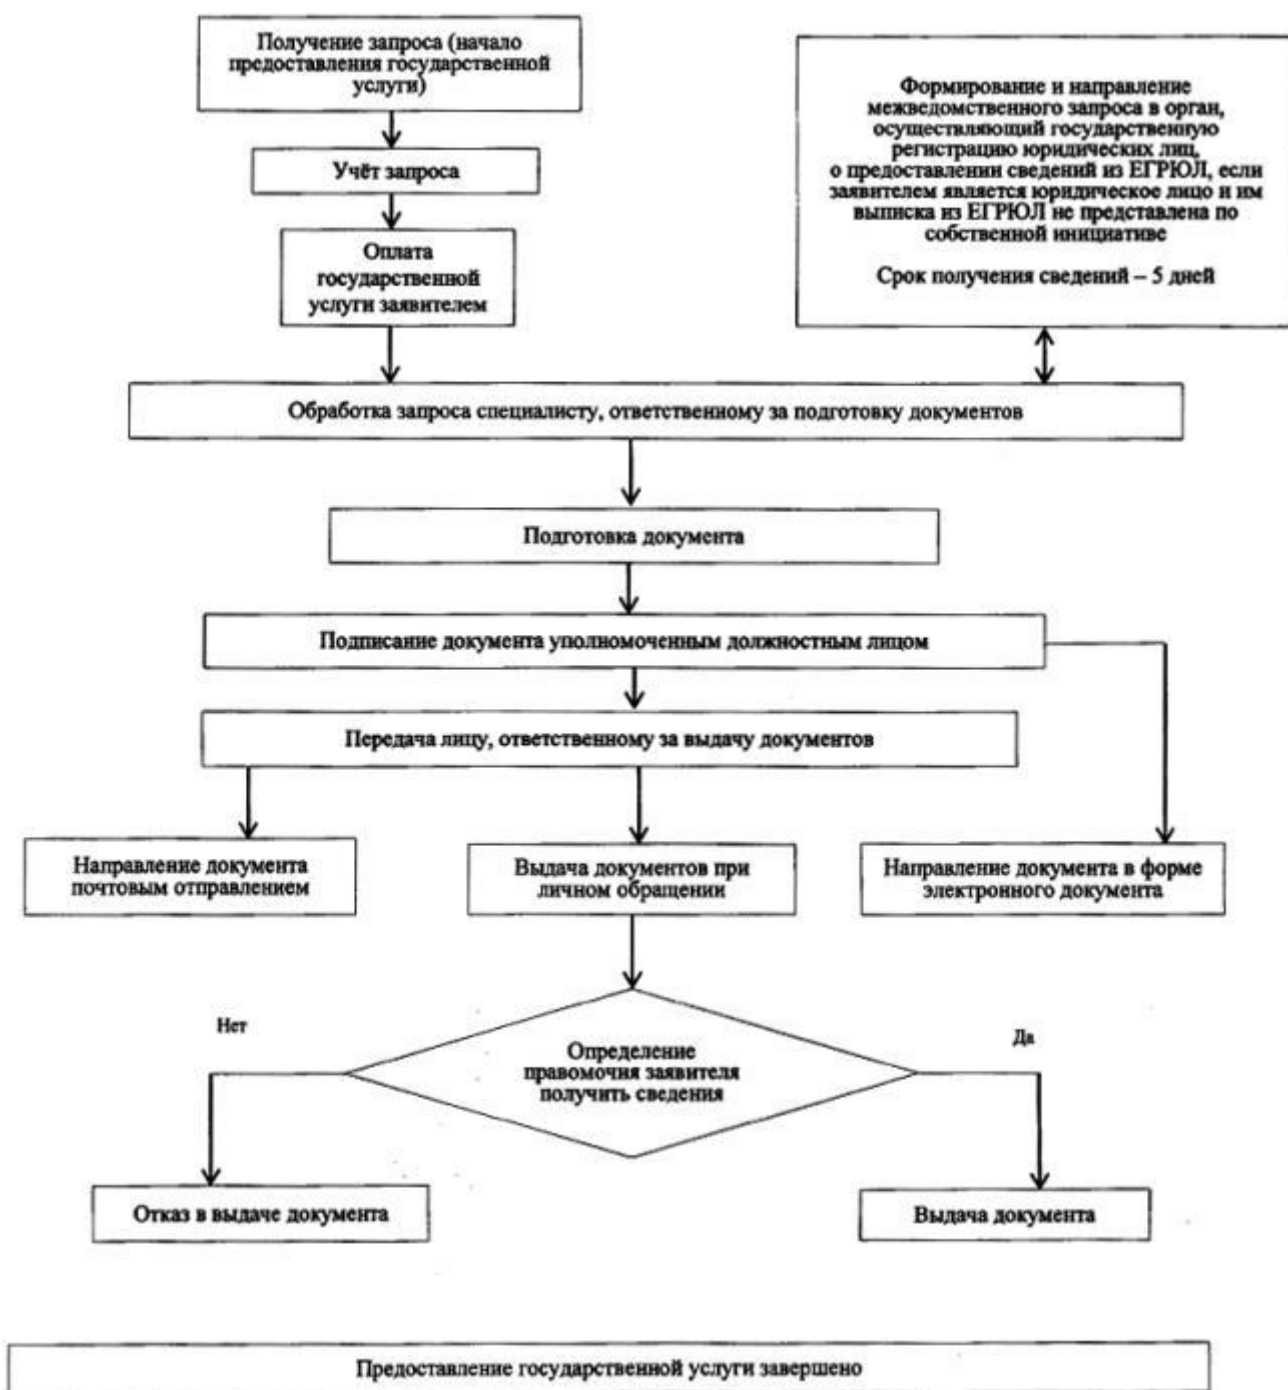 Получение запроса (начало
предоставления государственной
услуги)
Учёт запроса
Оплата
государственной
услуги заявителем
Формирование и направление
межведомственного запроса в орган,
осуществляющий государственную
регистрацию юридических лиц,
о предоставлении сведений из ЕГРЮЛ, если
заявителем является юридическое лицо и им
выписка из ЕГРЮЛ не представлена по
собственной инициативе
Срок получения сведений – 5 дней
Обработка запроса специалисту, ответственному за подготовку документов
Подготовка документа
Подписание документа уполномоченным должностным лицом
Передача лицу, ответственному за выдачу документов
Направление документа
почтовым отправлением
Выдача документов при
личном обращении
Направление документа в форме
электронного документа
Нет
Да
Определение
правомочия заявителя
получить сведения
Отказ в выдаче документа
Выдача документа
Предоставление государственной услуги завершено